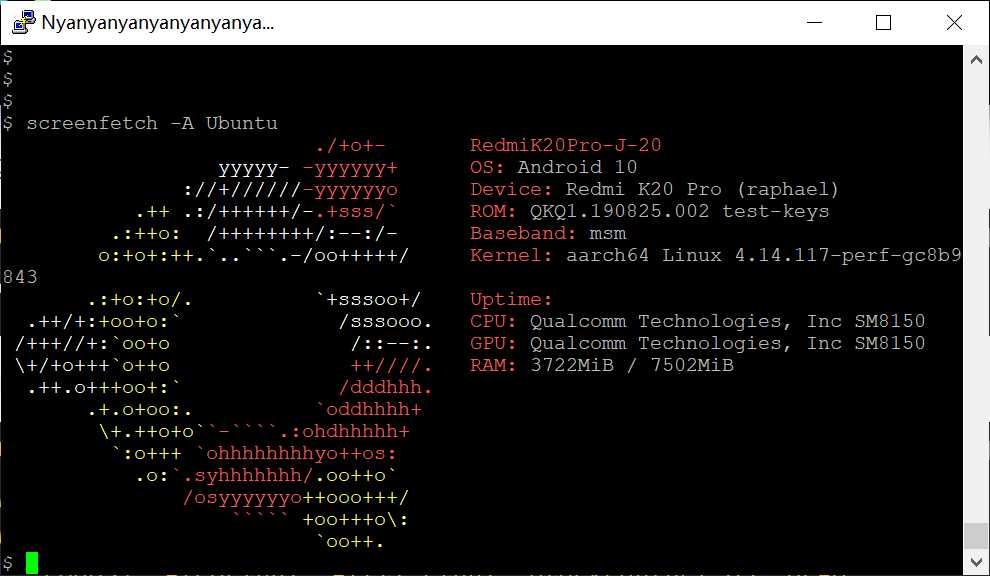 Nyanyanyanyanyanyanya...
$
$
$
$ screenfetch -A Ubuntu
                          ./+o+-       RedmiK20Pro-J-20
                  yyyyy- -yyyyyy+      OS: Android 10
               ://+//////-yyyyyyo      Device: Redmi K20 Pro (raphael)
           .++ .:/++++++/-.+sss/`      ROM: QKQ1.190825.002 test-keys
         .:++o:  /++++++++/:--:/-      Baseband: msm
        o:+o+:++.`..```.-/oo+++++/     Kernel: aarch64 Linux 4.14.117-perf-gc8b9
843
       .:+o:+o/.          `+sssoo+/    Uptime:
  .++/+:+oo+o:`             /sssooo.   CPU: Qualcomm Technologies, Inc SM8150
 /+++//+:`oo+o               /::--:.   GPU: Qualcomm Technologies, Inc SM8150
 \+/+o+++`o++o               ++////.   RAM: 3722MiB / 7502MiB
  .++.o+++oo+:`             /dddhhh.
       .+.o+oo:.          `oddhhhh+
        \+.++o+o``-````.:ohdhhhhh+
         `:o+++ `ohhhhhhhhyo++os:
           .o:`.syhhhhhhh/.oo++o`
               /osyyyyyyo++ooo+++/
                   ````` +oo+++o\:
                          `oo++.
$